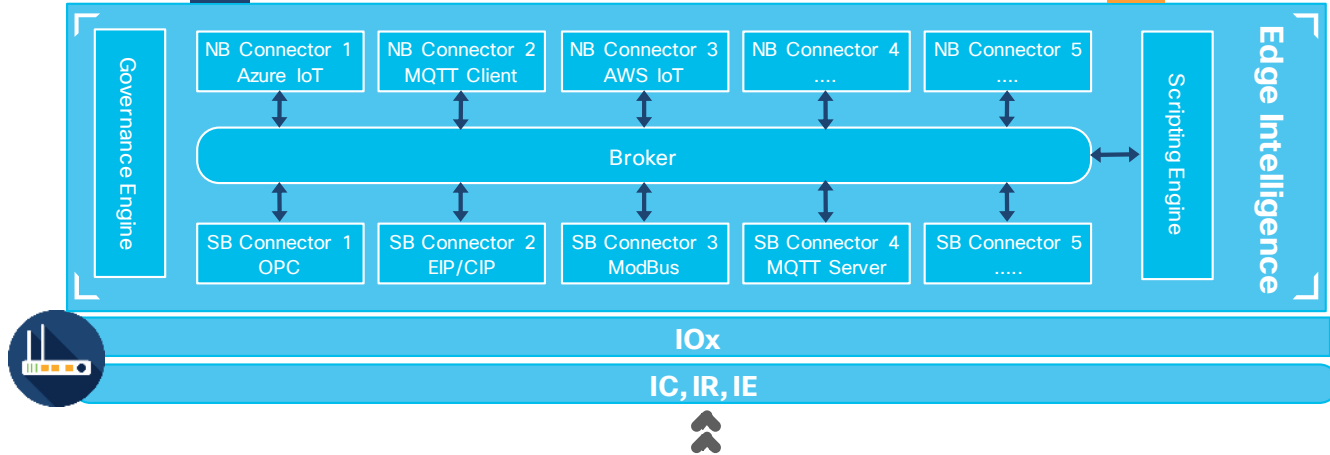 Governance Engine
NB Connector 1
Azure IoT
NB Connector 2
MQTT Client
NB Connector 3
AWS IoT
NB Connector 4
....
NB Connector 5
....
Broker
SB Connector 1
OPC
SB Connector 2
EIP/CIP
SB Connector 3
ModBus
SB Connector 4
MQTT Server
SB Connector 5
.....
Scripting Engine
Edge Intelligence
IOx
IC, IR, IE